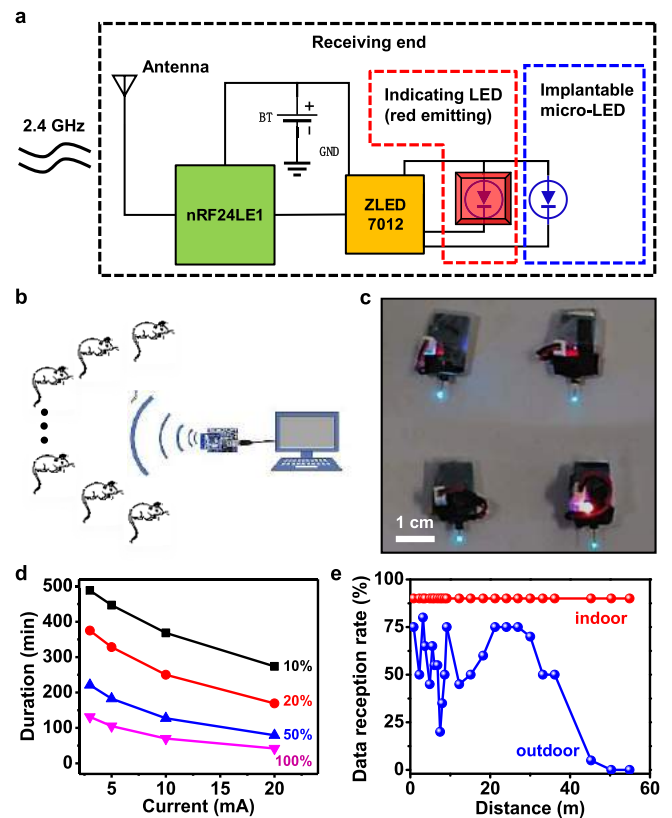 a
Receiving end
Antenna
2.4 GHz
BT
+
GND
nRF24LE1
ZLED
7012
Indicating LED
(red emitting)
Implantable
micro-LED
b
c
1 cm
d
Duration (min)
500
400
300
200
100
0
10%
20%
50%
100%
5
10
15
20
Current (mA)
e
Data reception rate (%)
100
75
50
25
0
indoor
outdoor
0
20
40
60
Distance (m)